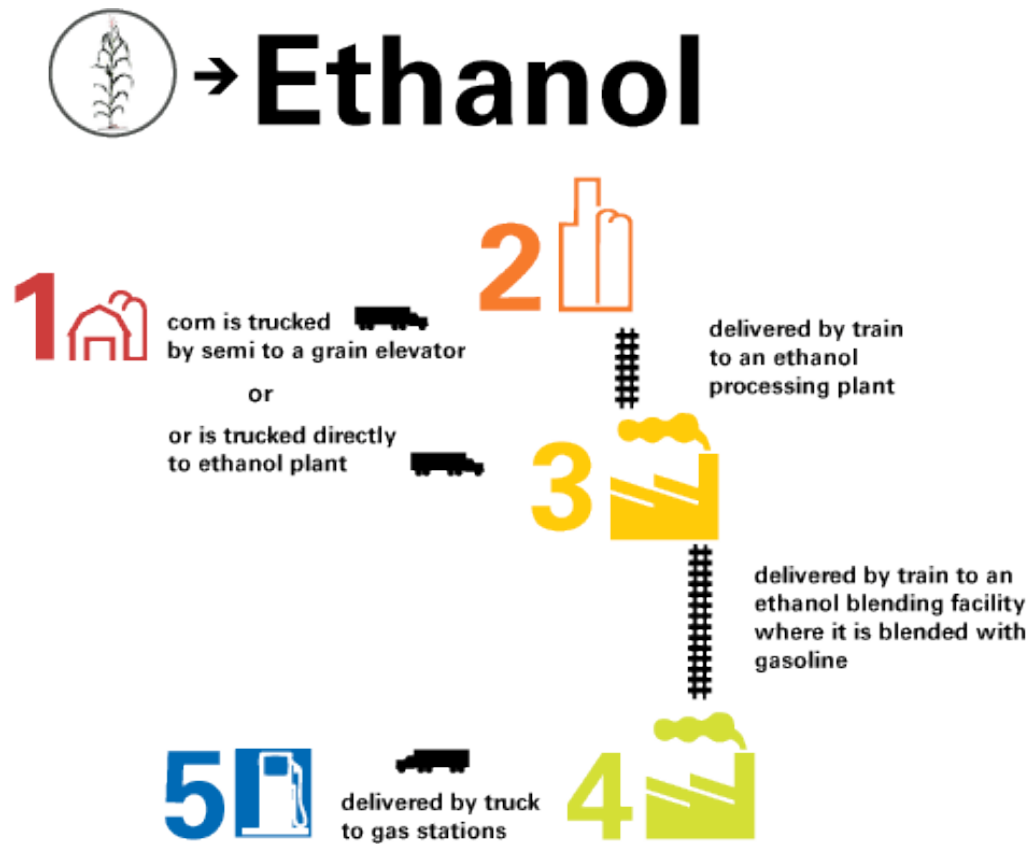 Ethanol
1
corn is trucked
by semi to a grain elevator
or
or is trucked directly
to ethanol plant
2
delivered by train
to an ethanol
processing plant
3
delivered by train to an
ethanol blending facility
where it is blended with
gasoline
4
delivered by truck
to gas stations
5